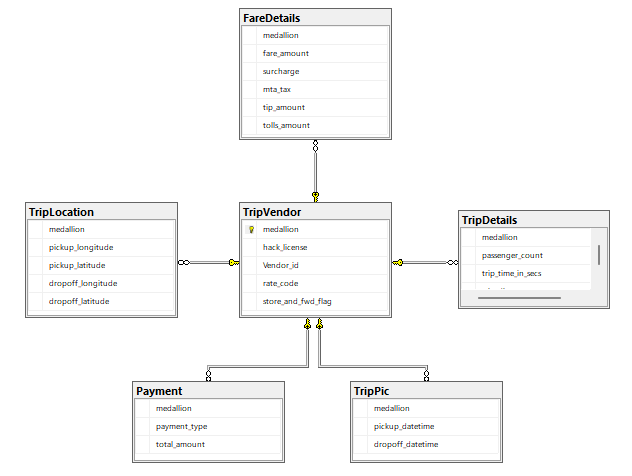 FareDetails
medallion
fare_amount
surcharge
mta_tax
tip_amount
tolls_amount
TripLocation
medallion
pickup_longitude
pickup_latitude
dropoff_longitude
dropoff_latitude
TripVendor
medallion
hack_license
Vendor_id
rate_code
store_and_fwd_flag
TripDetails
medallion
passenger_count
trip_time_in_secs
Payment
medallion
payment_type
total_amount
TripPic
medallion
pickup_datetime
dropoff_datetime